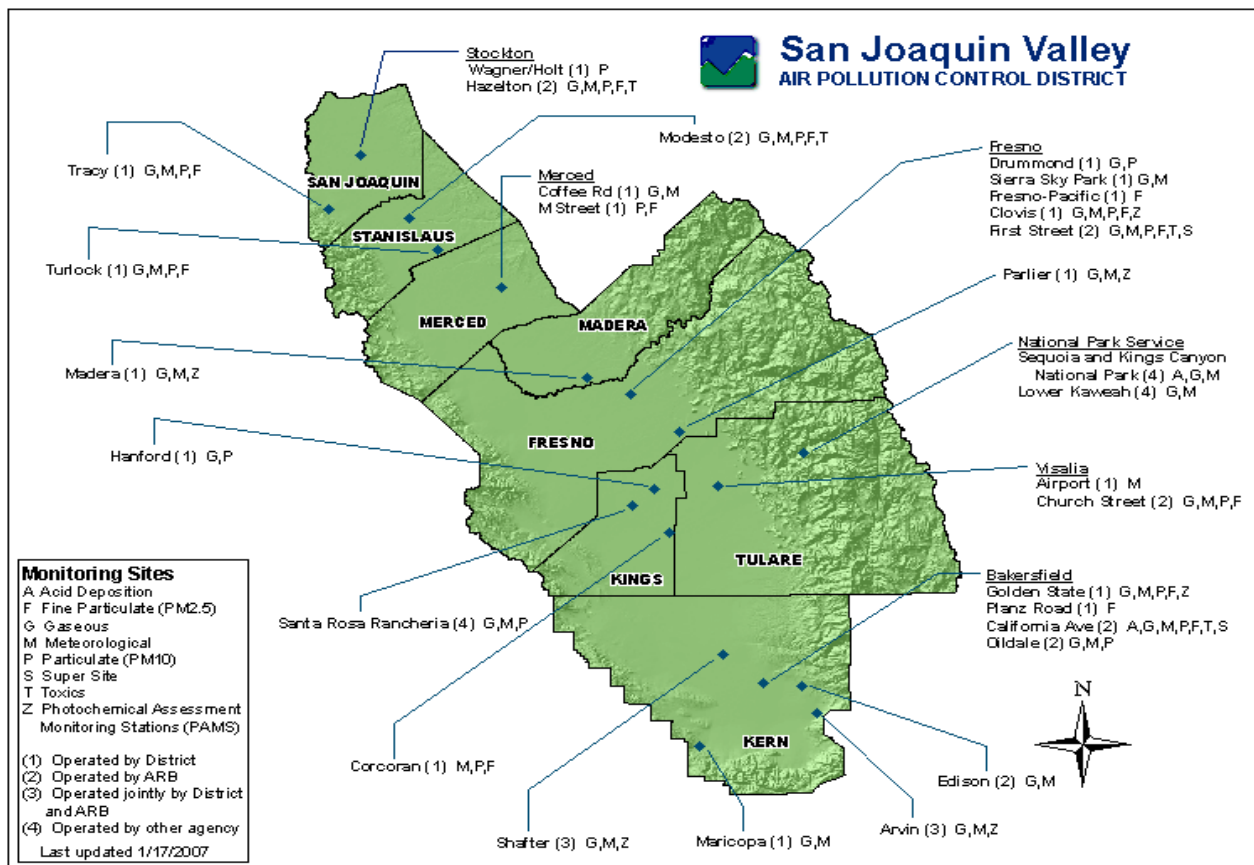 San Joaquin Valley
AIR POLLUTION CONTROL DISTRICT
Stockton
Wagner/Holt (1) P
Hazelton (2) G,M,P,F,T
Modesto (2) G,M,P,F,T
Tracy (1) G,M,P,F
Merced
Coffee Rd (1) G,M
M Street (1) P,F
Fresno
Drummond (1) G,P
Sierra Sky Park (1) G,M
Fresno-Pacific (1) F
Clovis (1) G,M,P,F,Z
First Street (2) G,M,P,F,T,S
Turlock (1) G,M,P,F
Parlier (1) G,M,Z
SAN JOAQUIN
STANISLAUS
MERCED
MADERA
Madera (1) G,M,Z
National Park Service
Sequoia and Kings Canyon
National Park (4) A,G,M
Lower Kaweah (4) G,M
FRESNO
Hanford (1) G,P
Visalia
Airport (1) M
Church Street (2) G,M,P,F
TULARE
KINGS
Bakersfield
Golden State (1) G,M,P,F,Z
Planz Road (1) F
California Ave (2) A,G,M,P,F,T,S
Oildale (2) G,M,P
Santa Rosa Rancheria (4) G,M,P
N
KERN
Corcoran (1) M,P,F
Edison (2) G,M
Shafter (3) G,M,Z
Maricopa (1) G,M
Arvin (3) G,M,Z
Monitoring Sites
A Acid Deposition
F Fine Particulate (PM2.5)
G Gaseous
M Meteorological
P Particulate (PM10)
S Super Site
T Toxics
Z Photochemical Assessment
Monitoring Stations (PAMS)
(1) Operated by District
(2) Operated by ARB
(3) Operated jointly by District
and ARB
(4) Operated by other agency
Last updated 1/17/2007